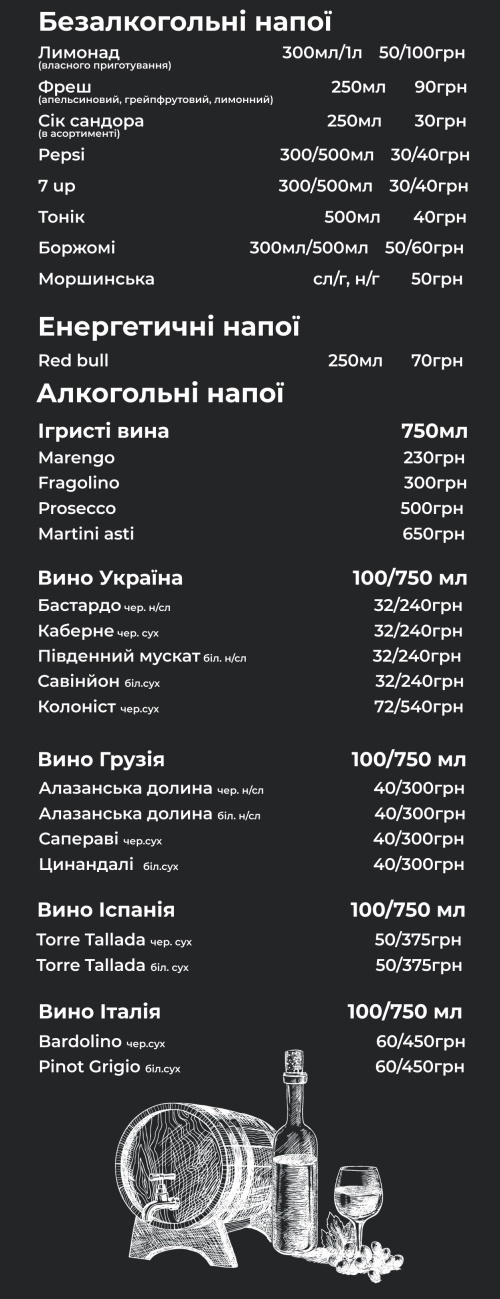 Безалкогольні напої
Лимонад 300мл/1л 50/100грн
(власного приготування)
Фреш 250мл 90грн
(апельсиновий, грейпфрутовий, лимонний)
Сік сандора 250мл 30грн
(в асортименті)
Pepsi 300/500мл 30/40грн
7 up 300/500мл 30/40грн
Тонік 500мл 40грн
Боржомі 300мл/500мл 50/60грн
Моршинська сл/г, н/г 50грн
Енергетичні напої
Red bull 250мл 70грн
Алкогольні напої
Ігристі вина 750мл
Marengo 230грн
Fragolino 300грн
Prosecco 500грн
Martini asti 650грн
Вино Україна 100/750 мл
Бастардо чер. н/сл 32/240грн
Каберне чер. сух 32/240грн
Південний мускат біл. н/сл 32/240грн
Савінйон біл.сух 32/240грн
Колоніст чер.сух 72/540грн
Вино Грузія 100/750 мл
Алазанська долина чер. н/сл 40/300грн
Алазанська долина біл. н/сл 40/300грн
Сапераві чер.сух 40/300грн
Цинандалі біл.сух 40/300грн
Вино Іспанія 100/750 мл
Torre Tallada чер. сух 50/375грн
Torre Tallada біл. сух 50/375грн
Вино Італія 100/750 мл
Bardolino чер.сух 60/450грн
Pinot Grigio біл.сух 60/450грн